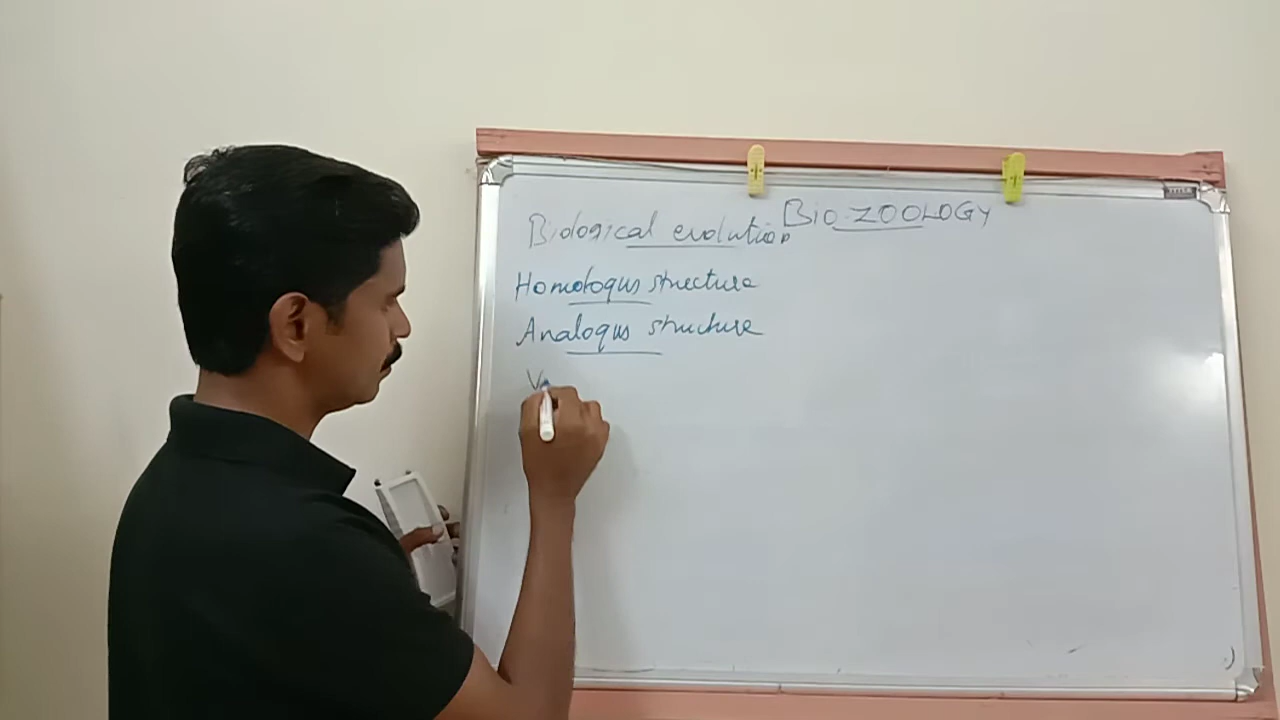 Bio-ZOOLOGY
Biological evolution
Homologus structure
Analogus structure
V